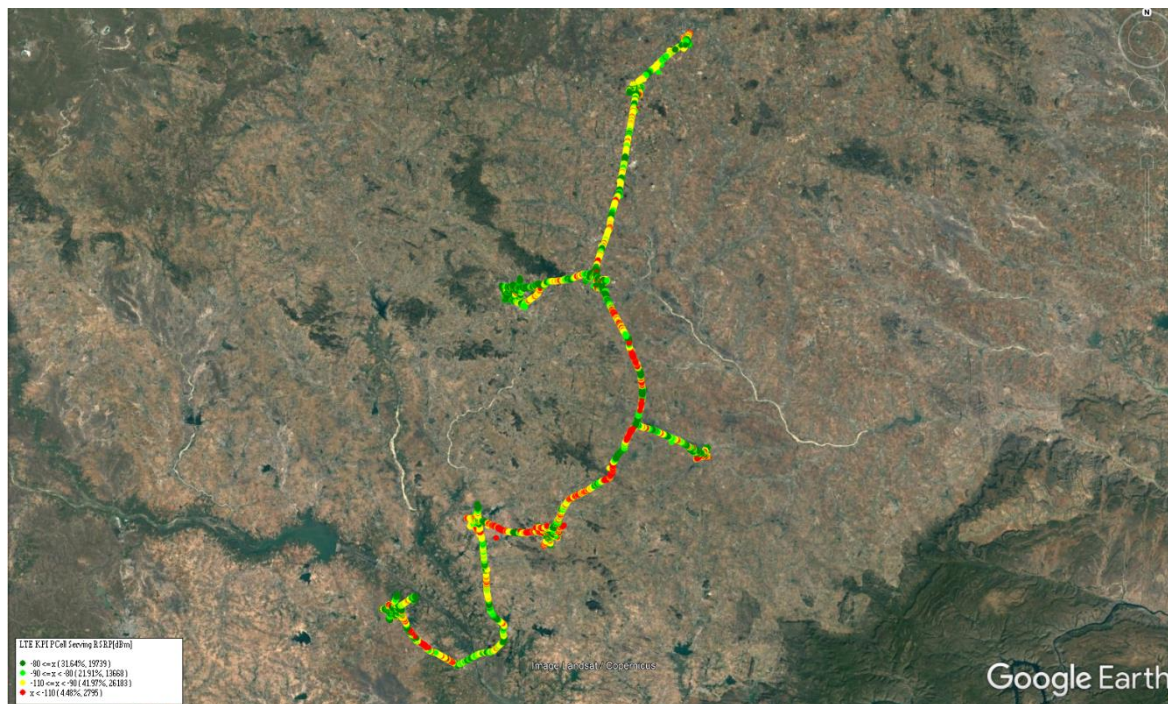 N
Image Landsat / Copernicus
Google Earth
LTE KPI PCell Serving RSRP[dBm]
-80 <=x ( 31.64%, 19739 )
-90 <=x < -80 ( 21.91%, 13668 )
-110 <=x < -90 ( 41.97%, 26183 )
x < -110 ( 4.48%, 2795 )